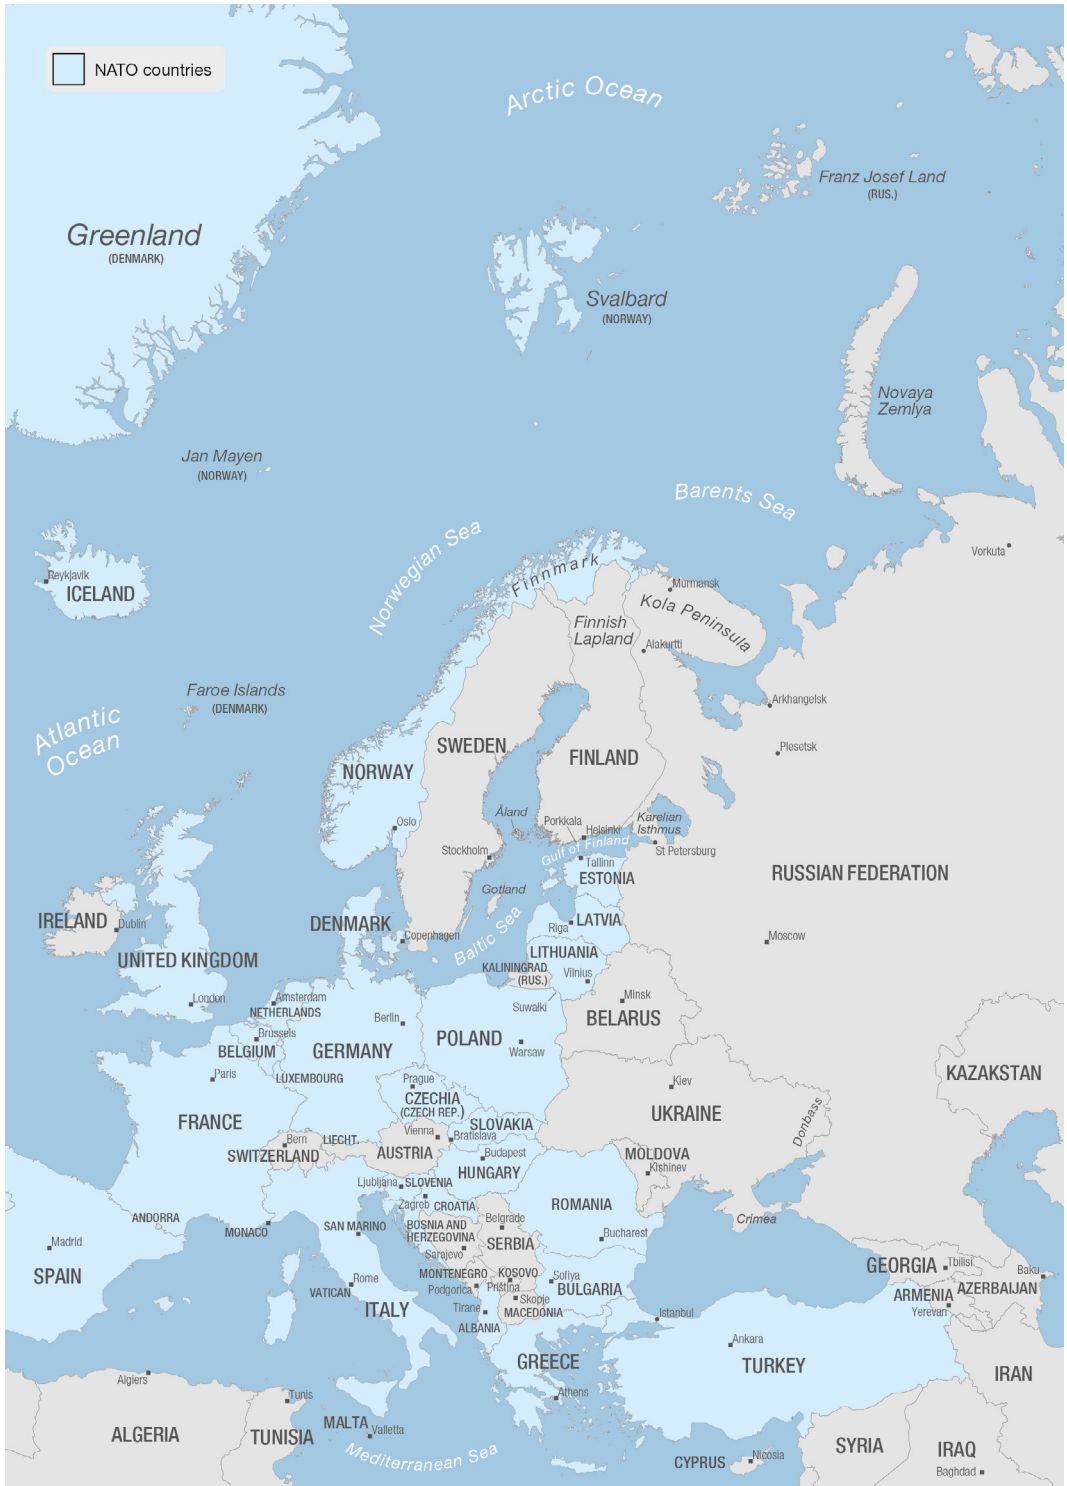 NATO countries
Arctic Ocean
Franz Josef Land
(RUS.)
Greenland
(DENMARK)
Svalbard
(NORWAY)
Novaya
Zemlya
Jan Mayen
(NORWAY)
Barents Sea
Norwegian Sea
Vorkuta
Finnmark
Reykjavik
ICELAND
Murmansk
Kola Peninsula
Finnish
Lapland
Alakurtti
Faroe Islands
(DENMARK)
Arkhangelsk
Atlantic
Ocean
Plesetsk
SWEDEN
FINLAND
NORWAY
Åland
Porkkala
Karelian
Isthmus
Oslo
Helsinki
Stockholm
Gulf of Finland
St Petersburg
Tallinn
ESTONIA
RUSSIAN FEDERATION
Gotland
IRELAND
Dublin
DENMARK
Copenhagen
Baltic Sea
Riga
LATVIA
Moscow
UNITED KINGDOM
LITHUANIA
KALININGRAD
(RUS.)
Vilnius
London
Amsterdam
NETHERLANDS
Suwalki
Minsk
BELARUS
Berlin
Brussels
BELGIUM
GERMANY
POLAND
Warsaw
Paris
LUXEMBOURG
Prague
CZECHIA
(CZECH REP.)
Kiev
UKRAINE
KAZAKSTAN
Donbass
FRANCE
SLOVAKIA
Vienna
Bratislava
Bern
SWITZERLAND
LIECHT.
AUSTRIA
Budapest
HUNGARY
MOLDOVA
Kishinev
Ljubljana
SLOVENIA
Zagreb
CROATIA
ROMANIA
ANDORRA
MONACO
SAN MARINO
BOSNIA AND
HERZEGOVINA
Sarajevo
Belgrade
SERBIA
Bucharest
Crimea
Madrid
SPAIN
Rome
VATICAN
ITALY
MONTENEGRO
Podgorica
KOSOVO
Priština
Sofiya
BULGARIA
Skopje
MACEDONIA
Tirane
ALBANIA
GEORGIA
Tbilisi
Baku
ARMENIA
Yerevan
AZERBAIJAN
Istanbul
Ankara
TURKEY
GREECE
Athens
IRAN
Algiers
ALGERIA
Tunis
TUNISIA
MALTA
Valletta
Mediterranean Sea
CYPRUS
Nicosia
SYRIA
IRAQ
Baghdad